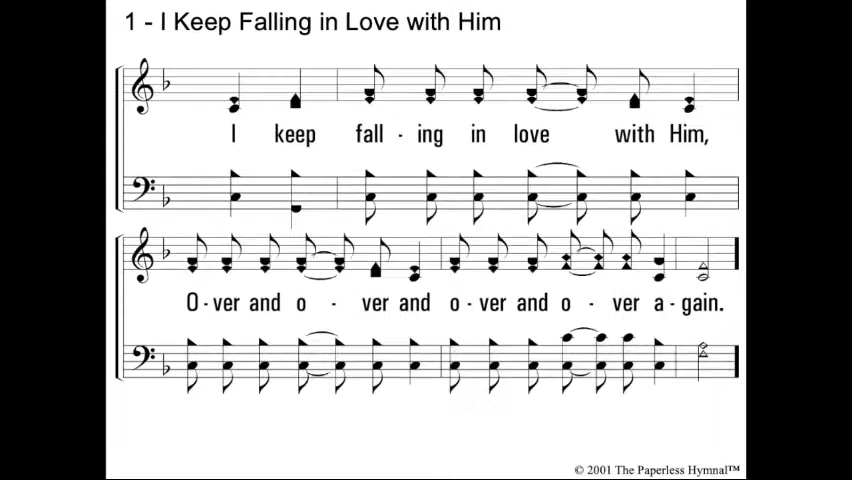 1 - I Keep Falling in Love with Him
I keep fall - ing in love with Him,
O - ver and o - ver and o - ver and o - ver a - gain.
© 2001 The Paperless Hymnal™